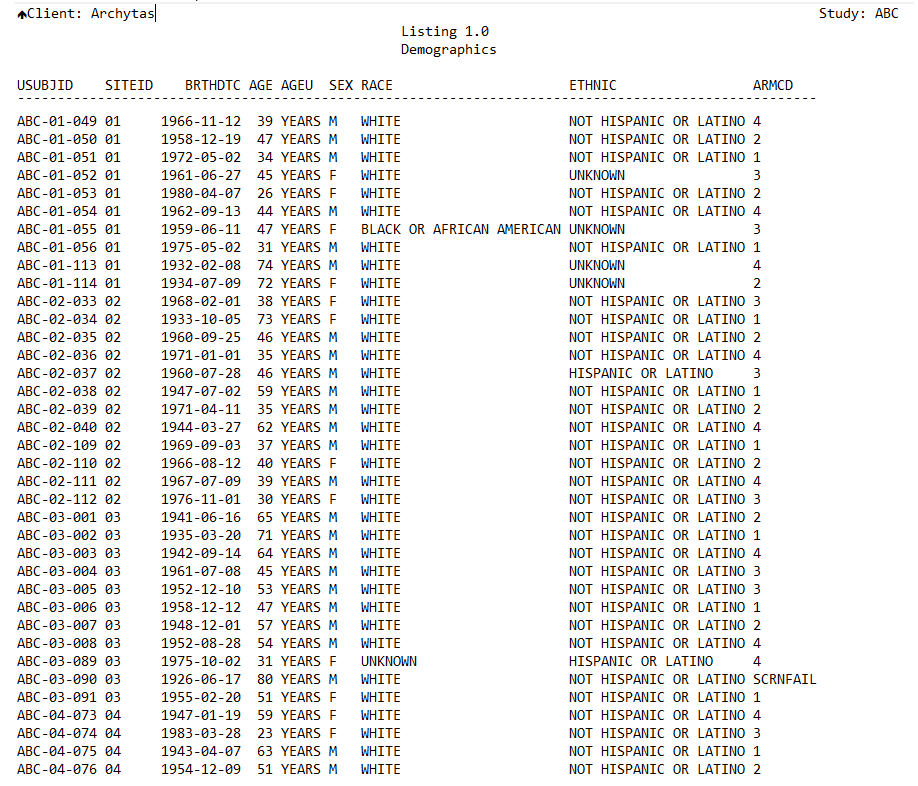 Client: Archytas Study: ABC
Listing 1.0
Demographics
USUBJID SITEID BRTHDTC AGE AGEU SEX RACE ETHNIC ARMCD
ABC-01-049 01 1966-11-12 39 YEARS M WHITE NOT HISPANIC OR LATINO 4
ABC-01-050 01 1958-12-19 47 YEARS M WHITE NOT HISPANIC OR LATINO 2
ABC-01-051 01 1972-05-02 34 YEARS M WHITE NOT HISPANIC OR LATINO 1
ABC-01-052 01 1961-06-27 45 YEARS F WHITE UNKNOWN 3
ABC-01-053 01 1980-04-07 26 YEARS F WHITE NOT HISPANIC OR LATINO 2
ABC-01-054 01 1962-09-13 44 YEARS M WHITE NOT HISPANIC OR LATINO 4
ABC-01-055 01 1959-06-11 47 YEARS F BLACK OR AFRICAN AMERICAN UNKNOWN 3
ABC-01-056 01 1975-05-02 31 YEARS M WHITE NOT HISPANIC OR LATINO 1
ABC-01-113 01 1932-02-08 74 YEARS M WHITE UNKNOWN 4
ABC-01-114 01 1934-07-09 72 YEARS F WHITE UNKNOWN 2
ABC-02-033 02 1968-02-01 38 YEARS F WHITE NOT HISPANIC OR LATINO 3
ABC-02-034 02 1933-10-05 73 YEARS F WHITE NOT HISPANIC OR LATINO 1
ABC-02-035 02 1960-09-25 46 YEARS M WHITE NOT HISPANIC OR LATINO 2
ABC-02-036 02 1971-01-01 35 YEARS M WHITE NOT HISPANIC OR LATINO 4
ABC-02-037 02 1960-07-28 46 YEARS M WHITE HISPANIC OR LATINO 3
ABC-02-038 02 1947-07-02 59 YEARS M WHITE NOT HISPANIC OR LATINO 1
ABC-02-039 02 1971-04-11 35 YEARS M WHITE NOT HISPANIC OR LATINO 2
ABC-02-040 02 1944-03-27 62 YEARS M WHITE NOT HISPANIC OR LATINO 4
ABC-02-109 02 1969-09-03 37 YEARS M WHITE NOT HISPANIC OR LATINO 1
ABC-02-110 02 1966-08-12 40 YEARS F WHITE NOT HISPANIC OR LATINO 2
ABC-02-111 02 1967-07-09 39 YEARS M WHITE NOT HISPANIC OR LATINO 4
ABC-02-112 02 1976-11-01 30 YEARS F WHITE NOT HISPANIC OR LATINO 3
ABC-03-001 03 1941-06-16 65 YEARS M WHITE NOT HISPANIC OR LATINO 2
ABC-03-002 03 1935-03-20 71 YEARS M WHITE NOT HISPANIC OR LATINO 1
ABC-03-003 03 1942-09-14 64 YEARS M WHITE NOT HISPANIC OR LATINO 4
ABC-03-004 03 1961-07-08 45 YEARS M WHITE NOT HISPANIC OR LATINO 3
ABC-03-005 03 1952-12-10 53 YEARS M WHITE NOT HISPANIC OR LATINO 3
ABC-03-006 03 1958-12-12 47 YEARS M WHITE NOT HISPANIC OR LATINO 1
ABC-03-007 03 1948-12-01 57 YEARS M WHITE NOT HISPANIC OR LATINO 2
ABC-03-008 03 1952-08-28 54 YEARS M WHITE NOT HISPANIC OR LATINO 4
ABC-03-089 03 1975-10-02 31 YEARS F UNKNOWN HISPANIC OR LATINO 4
ABC-03-090 03 1926-06-17 80 YEARS M WHITE NOT HISPANIC OR LATINO SCRNFAIL
ABC-03-091 03 1955-02-20 51 YEARS F WHITE NOT HISPANIC OR LATINO 1
ABC-04-073 04 1947-01-19 59 YEARS F WHITE NOT HISPANIC OR LATINO 4
ABC-04-074 04 1983-03-28 23 YEARS F WHITE NOT HISPANIC OR LATINO 3
ABC-04-075 04 1943-04-07 63 YEARS M WHITE NOT HISPANIC OR LATINO 1
ABC-04-076 04 1954-12-09 51 YEARS M WHITE NOT HISPANIC OR LATINO 2